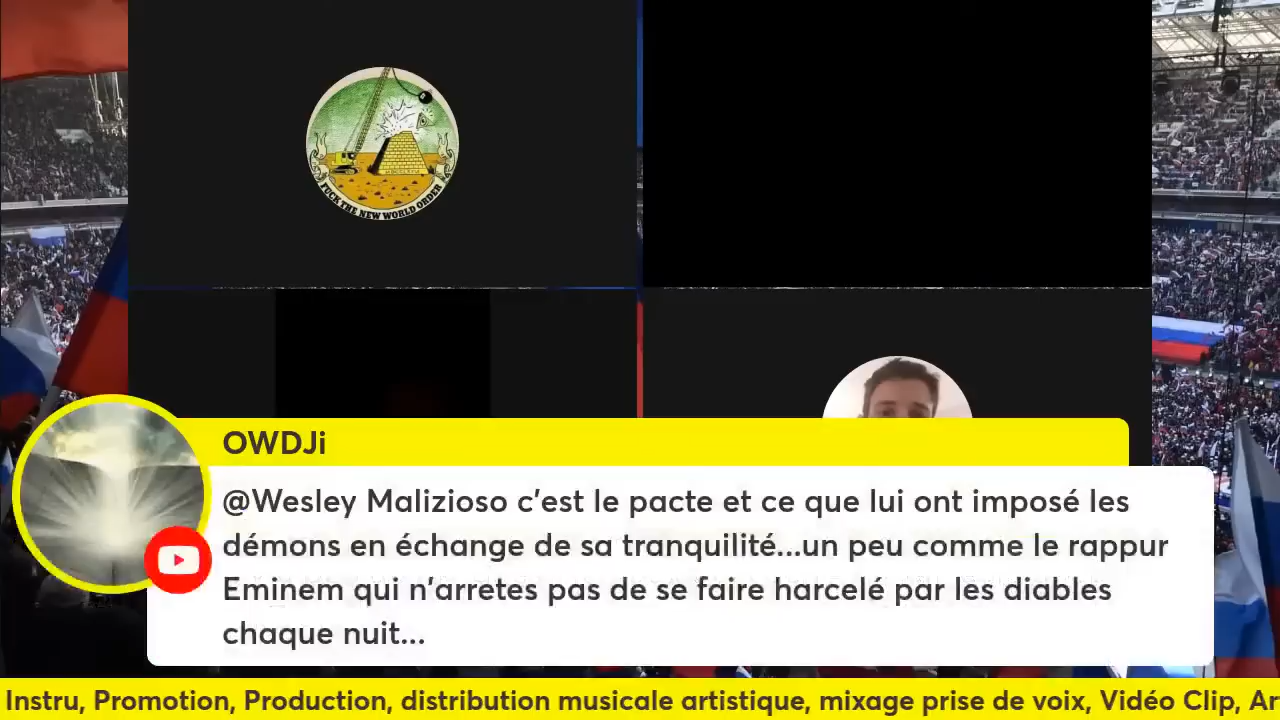 FUCK THE NEW WORLD ORDER
OWDJi
@Wesley Malizioso c'est le pacte et ce que lui ont imposé les
démons en échange de sa tranquilité...un peu comme le rappur
Eminem qui n'arretes pas de se faire harcelé par les diables
chaque nuit...
Instru, Promotion, Production, distribution musicale artistique, mixage prise de voix, Vidéo Clip, Ar